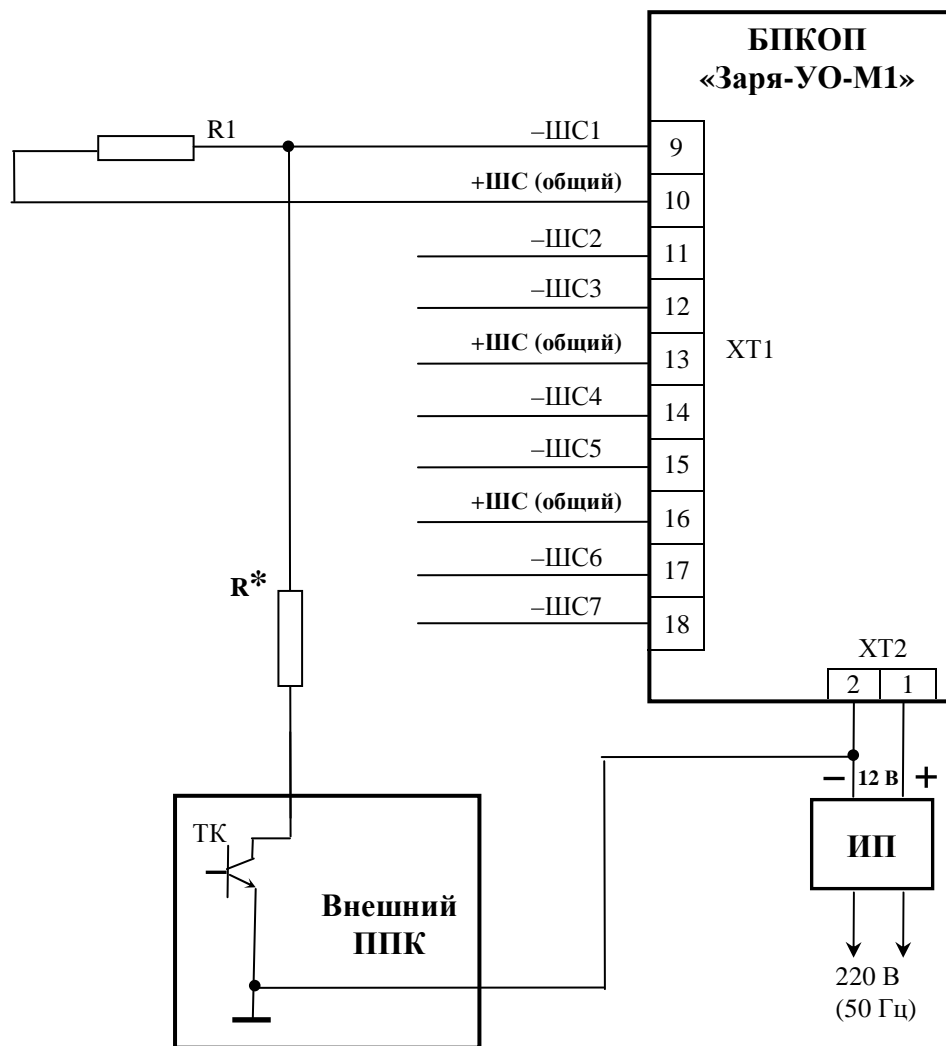 БПКОП
«Заря-УО-М1»
R1
–ШС1
9
+ШС (общий)
10
–ШС2
11
–ШС3
12
+ШС (общий)
13
ХТ1
–ШС4
14
–ШС5
15
+ШС (общий)
16
–ШС6
17
R*
–ШС7
18
ХТ2
2
1
– 12 В +
ТК
ИП
Внешний
ППК
220 В
(50 Гц)